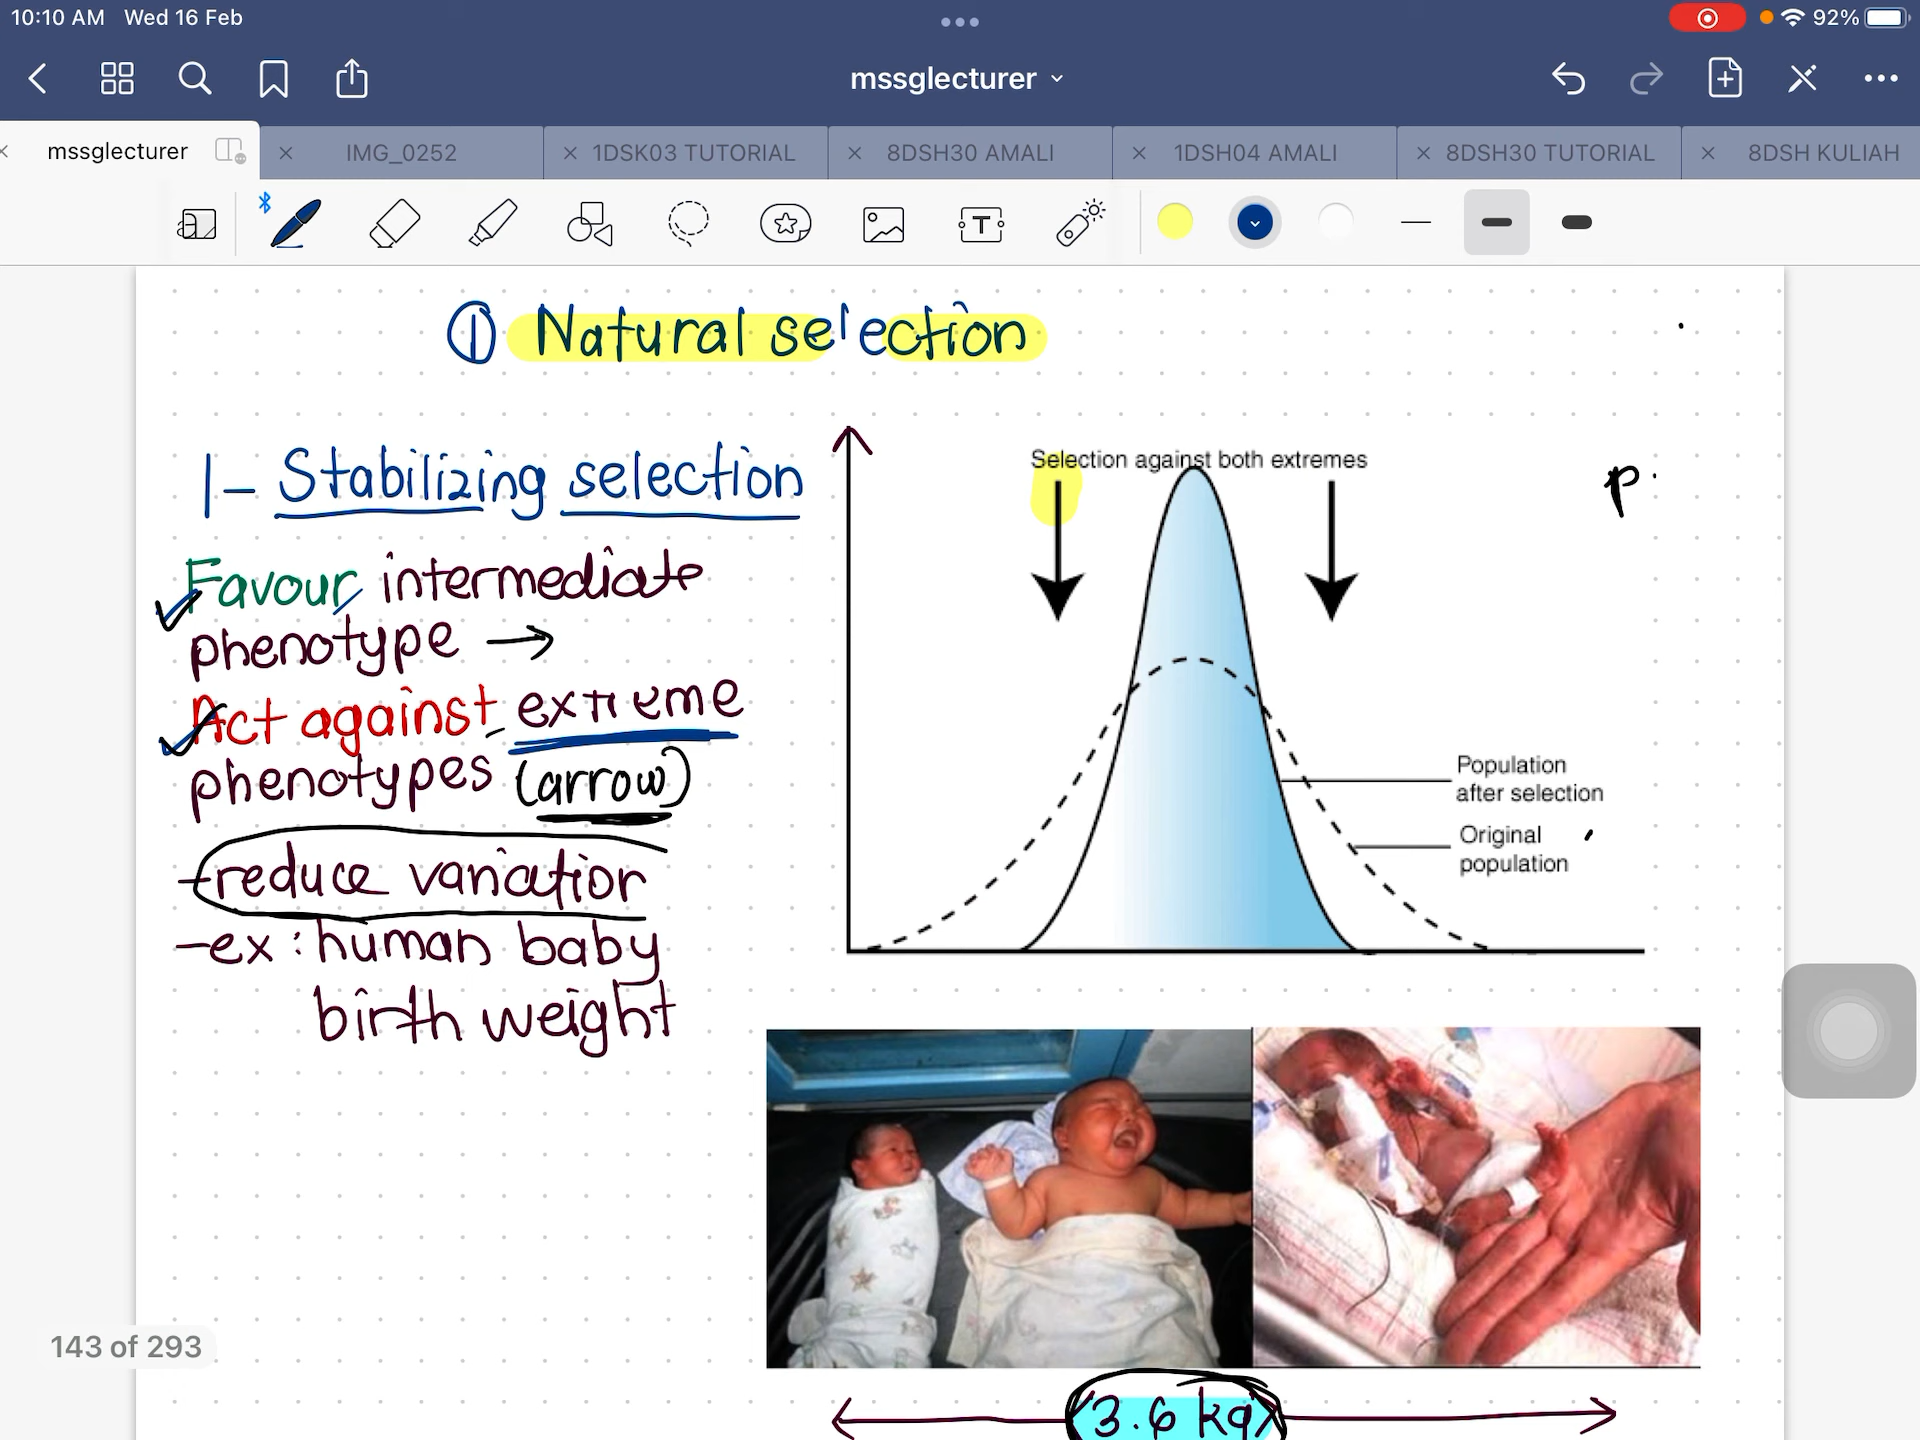 10:10 AM Wed 16 Feb
92%
mssglecturer
mssglecturer
IMG_0252
1DSK03 TUTORIAL
8DSH30 AMALI
1DSH04 AMALI
8DSH30 TUTORIAL
8DSH KULIAH
① Natural selection
1- Stabilizing selection
Favour intermediate
phenotype →
Act against extreme
phenotypes (arrow)
-reduce variation
-ex: human baby
birth weight
Selection against both extremes
p.
Population
after selection
Original
population
3.6 kg
143 of 293